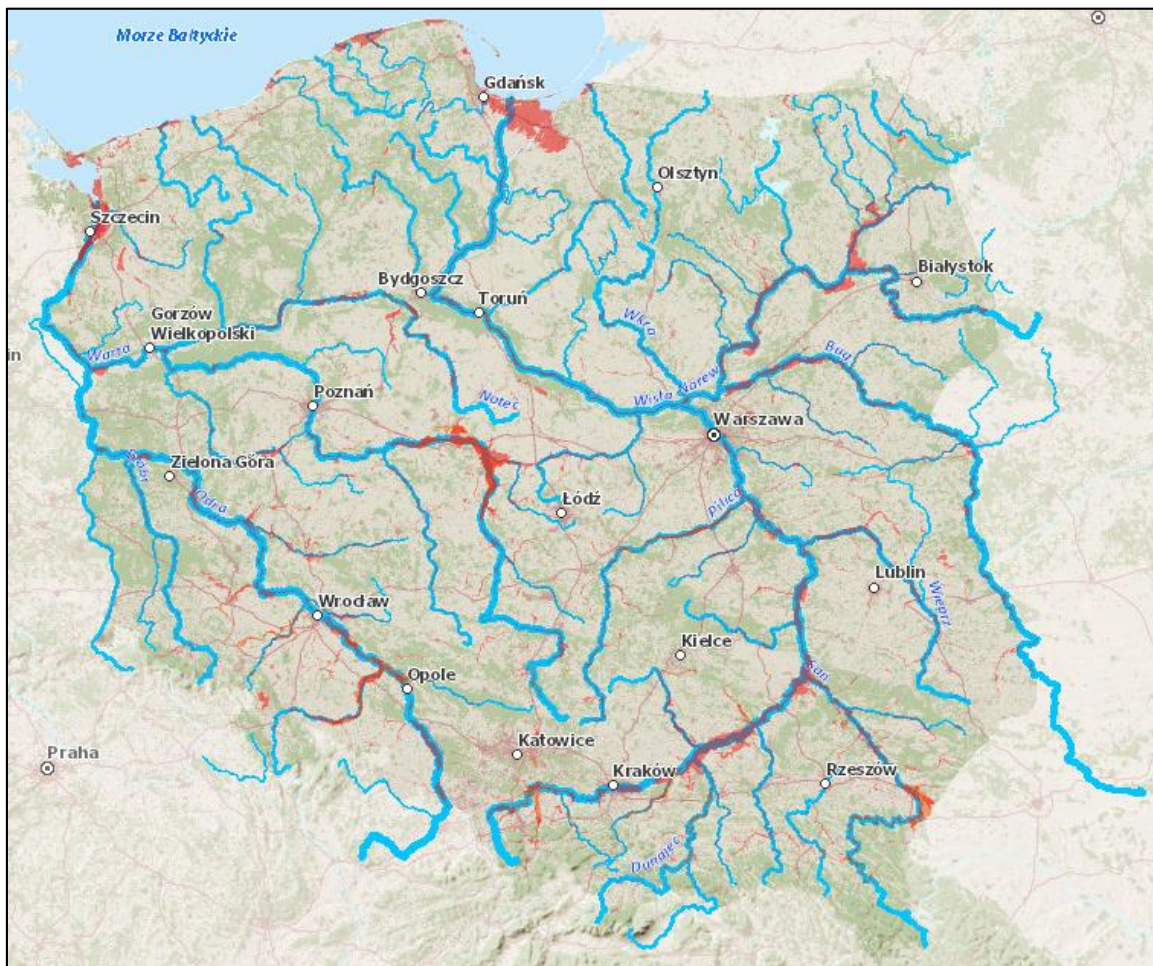 Morze Bałtyckie
Gdańsk
Olsztyn
Szczecin
Białystok
Bydgoszcz
Toruń
Gorzów
Wielkopolski
Wkra
in
Warta
Bug
Wisła
Narew
Poznań
Noteć
Warszawa
Zielona Góra
Bóbr
Odra
Łódź
Pilica
Lublin
Wieprz
Wrocław
Kielce
San
Opole
Praha
Katowice
Kraków
Rzeszów
Dunajec